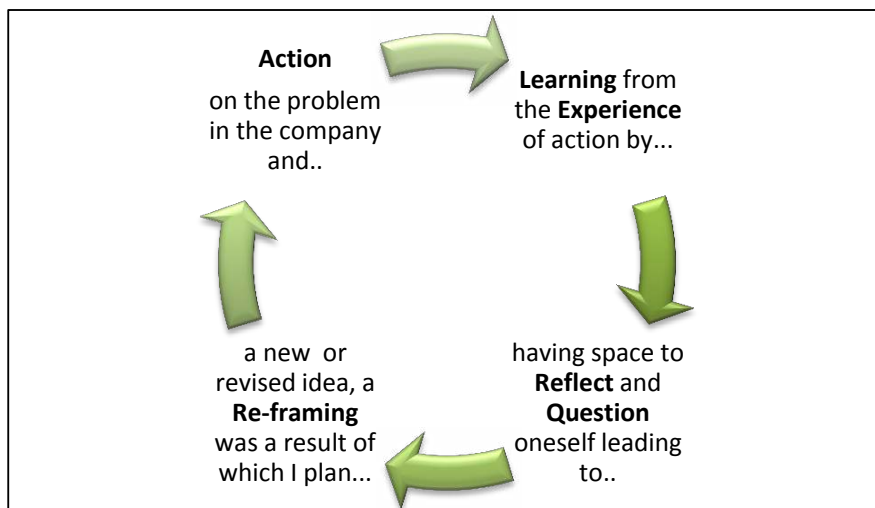 Action
on the problem
in the company
and..
Learning from
the Experience
of action by...
having space to
Reflect and
Question
oneself leading
to..
a new or
revised idea, a
Re-framing
was a result of
which I plan...